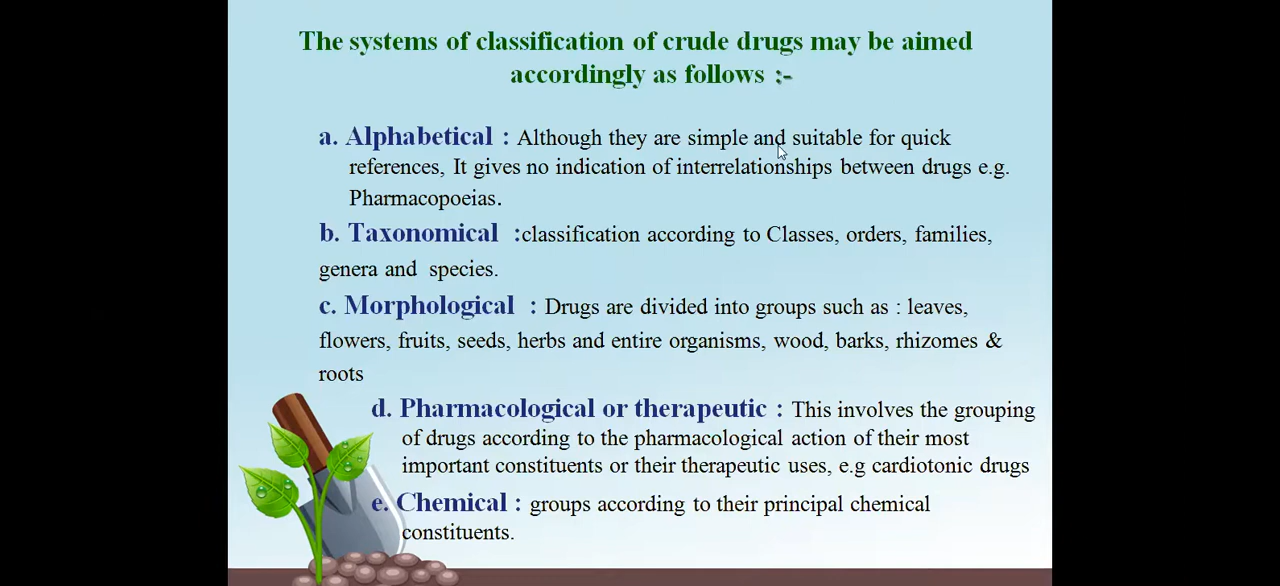 The systems of classification of crude drugs may be aimed
accordingly as follows :-
a. Alphabetical : Although they are simple and suitable for quick
references, It gives no indication of interrelationships between drugs e.g.
Pharmacopoeias.
b. Taxonomical :classification according to Classes, orders, families,
genera and species.
c. Morphological : Drugs are divided into groups such as : leaves,
flowers, fruits, seeds, herbs and entire organisms, wood, barks, rhizomes &
roots
d. Pharmacological or therapeutic : This involves the grouping
of drugs according to the pharmacological action of their most
important constituents or their therapeutic uses, e.g cardiotonic drugs
e. Chemical : groups according to their principal chemical
constituents.